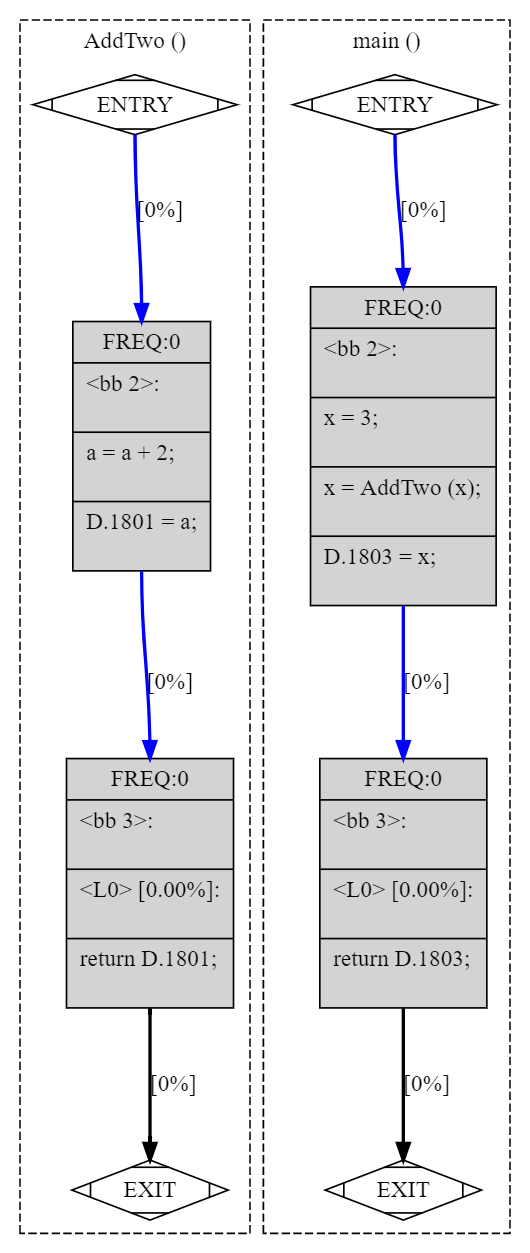 AddTwo ()
ENTRY
[0%]
FREQ:0
<bb 2>:
a = a + 2;
D.1801 = a;
[0%]
FREQ:0
<bb 3>:
<L0> [0.00%]:
return D.1801;
[0%]
EXIT
main ()
ENTRY
[0%]
FREQ:0
<bb 2>:
x = 3;
x = AddTwo (x);
D.1803 = x;
[0%]
FREQ:0
<bb 3>:
<L0> [0.00%]:
return D.1803;
[0%]
EXIT